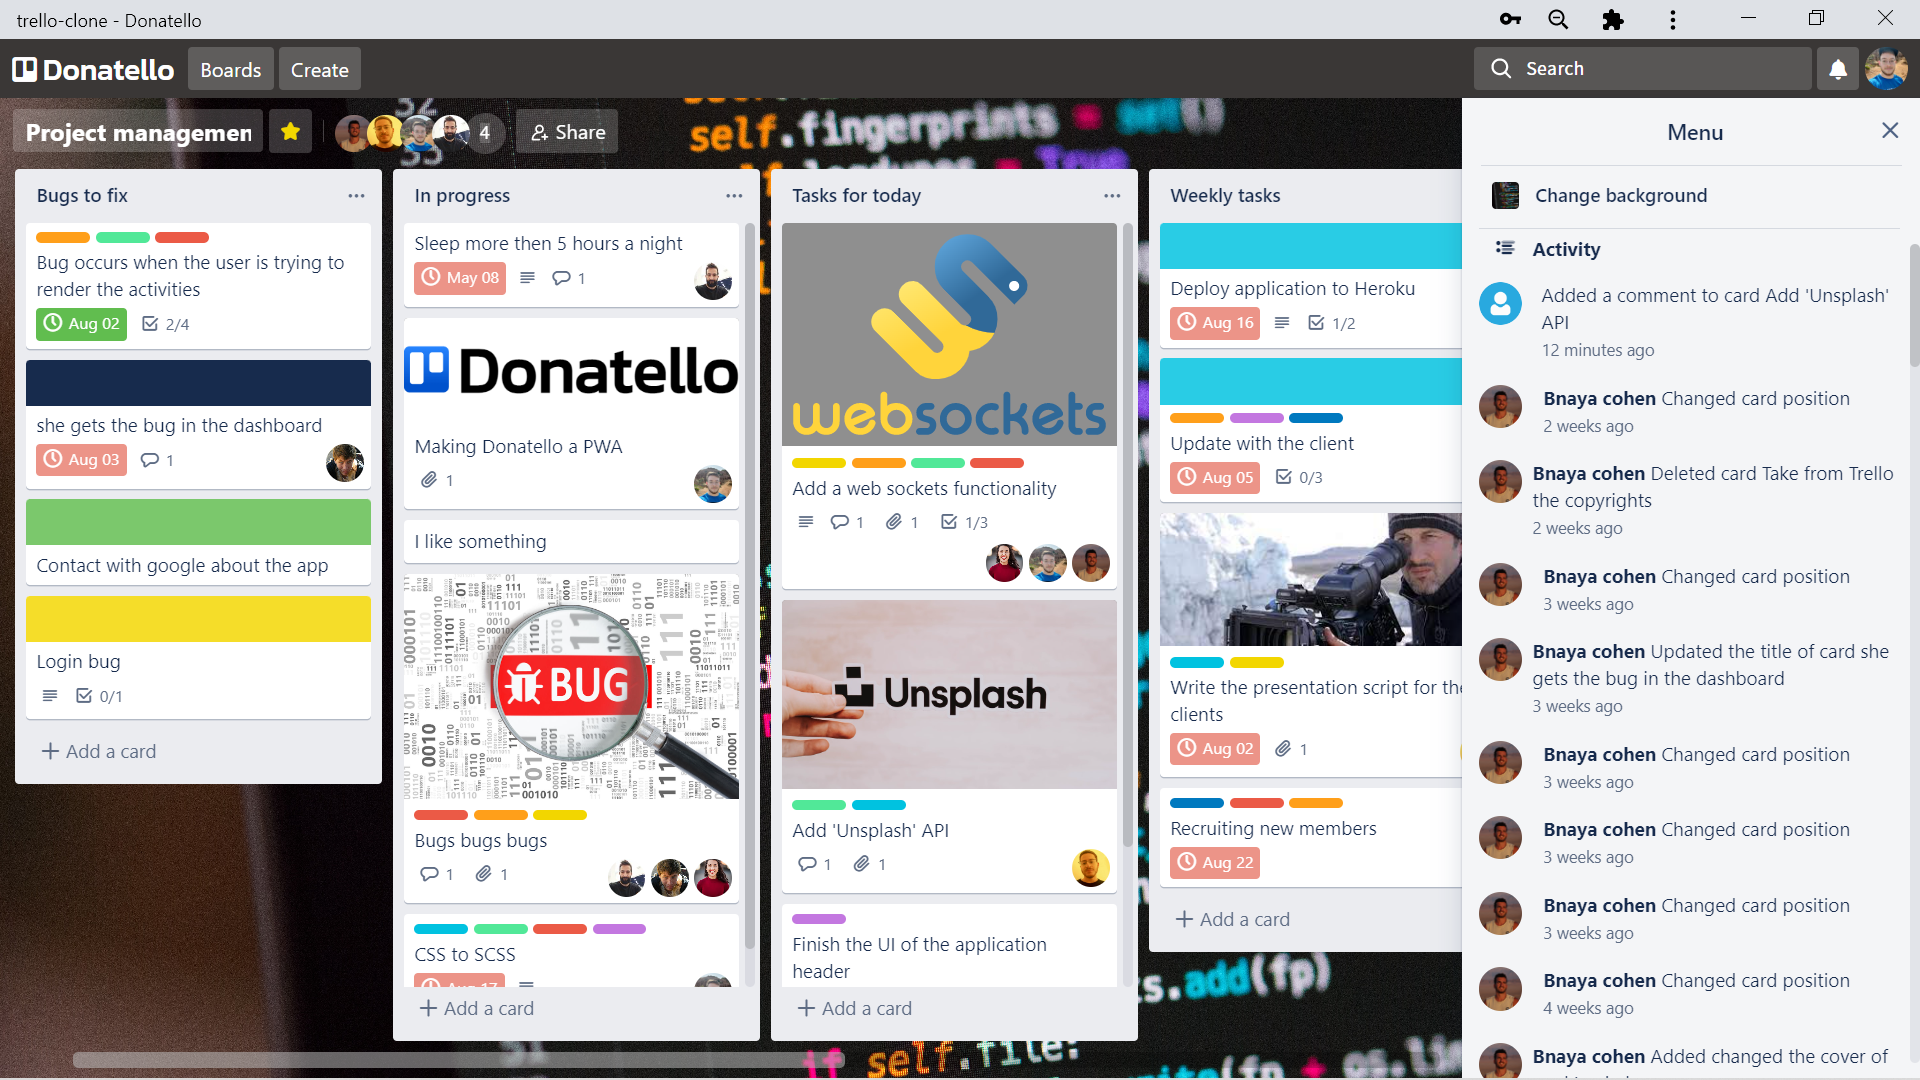 trello-clone - Donatello
Donatello
Boards
Create
Search
Project managemen
4
Share
Bugs to fix
Bug occurs when the user is trying to
render the activities
Aug 02
2/4
she gets the bug in the dashboard
Aug 03
1
Contact with google about the app
Login bug
0/1
Add a card
In progress
Sleep more then 5 hours a night
May 08
1
Donatello
Making Donatello a PWA
1
I like something
BUG
Bugs bugs bugs
1
1
CSS to SCSS
Aug 17
Add a card
Tasks for today
websockets
Add a web sockets functionality
1
1
1/3
Unsplash
Add 'Unsplash' API
1
1
Finish the UI of the application
header
Add a card
Weekly tasks
Deploy application to Heroku
Aug 16
1/2
Update with the client
Aug 05
0/3
Write the presentation script for the
clients
Aug 02
1
Recruiting new members
Aug 22
Add a card
self.fingerprints =
s.add(fp)
if self.file:
Menu
Change background
Activity
Added a comment to card Add 'Unsplash'
API
12 minutes ago
Bnaya cohen Changed card position
2 weeks ago
Bnaya cohen Deleted card Take from Trello
the copyrights
2 weeks ago
Bnaya cohen Changed card position
3 weeks ago
Bnaya cohen Updated the title of card she
gets the bug in the dashboard
3 weeks ago
Bnaya cohen Changed card position
3 weeks ago
Bnaya cohen Changed card position
3 weeks ago
Bnaya cohen Changed card position
3 weeks ago
Bnaya cohen Changed card position
4 weeks ago
Bnaya cohen Added changed the cover of